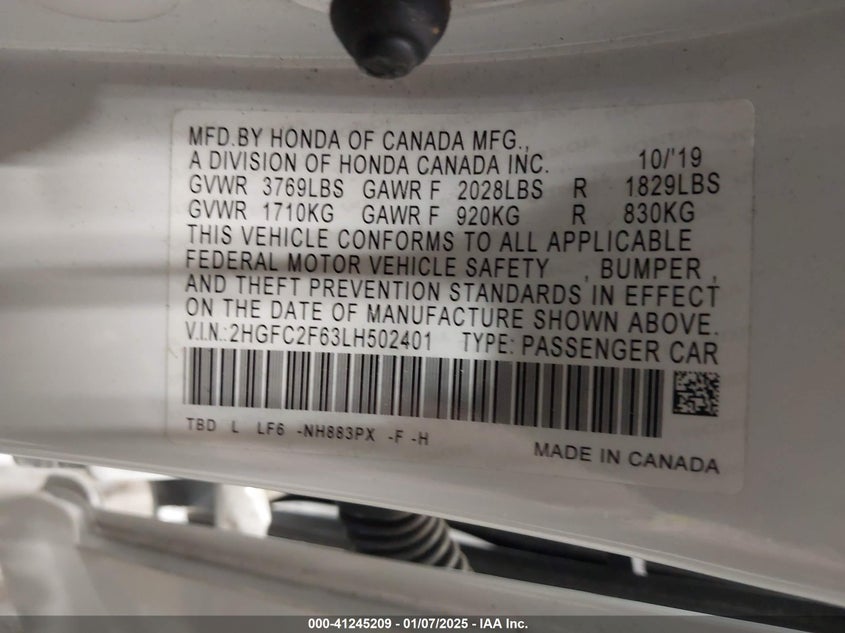 MFD.BY HONDA OF CANADA MFG.,
A DIVISION OF HONDA CANADA INC. 10/'19
GVWR 3769LBS GAWR F 2028LBS R 1829LBS
GVWR 1710KG GAWR F 920KG R 830KG
THIS VEHICLE CONFORMS TO ALL APPLICABLE
FEDERAL MOTOR VEHICLE SAFETY , BUMPER ,
AND THEFT PREVENTION STANDARDS IN EFFECT
ON THE DATE OF MANUFACTURE SHOWN ABOVE.
V.I.N.:2HGFC2F63LH502401 TYPE: PASSENGER CAR
TBD L LF6 -NH883PX -F -H
MADE IN CANADA
000-41245209 - 01/07/2025 - IAA Inc.